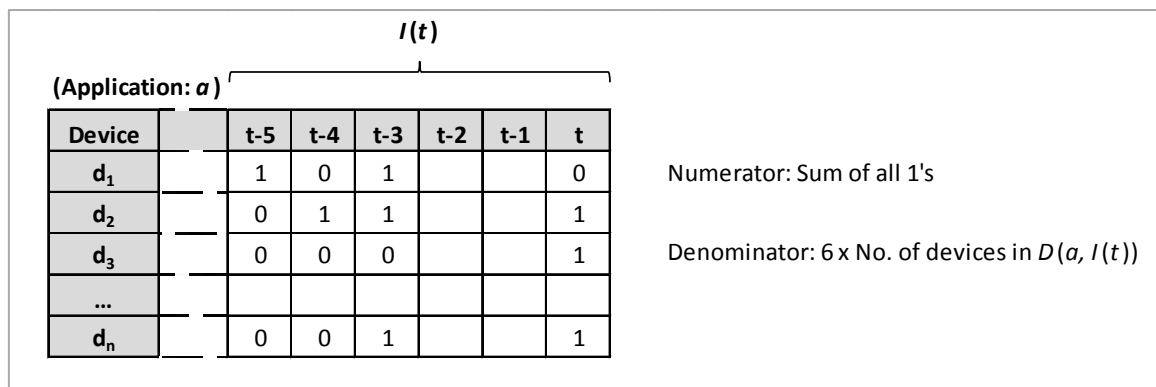 I(t)
(Application: a)
Device t-5 t-4 t-3 t-2 t-1 t
d₁ 1 0 1 0 Numerator: Sum of all 1's
d₂ 0 1 1 1
d₃ 0 0 0 1 Denominator: 6 x No. of devices in D(a, I(t))
...
dₙ 0 0 1 1